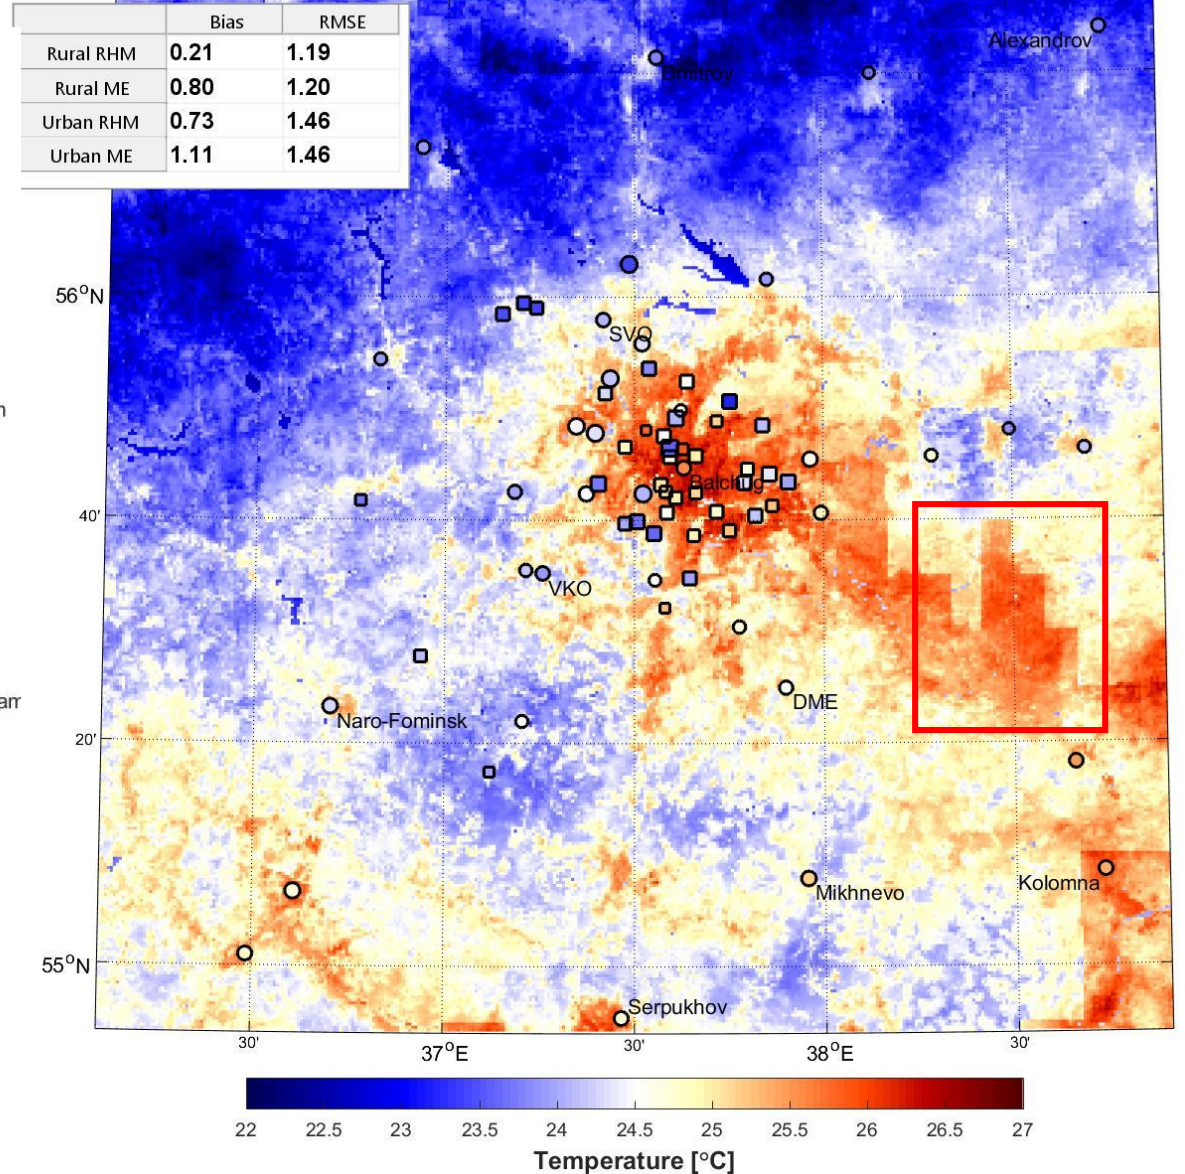 Bias RMSE
Rural RHM 0.21 1.19
Rural ME 0.80 1.20
Urban RHM 0.73 1.46
Urban ME 1.11 1.46
Alexandrov
Dmitrov
56°N
SVO
Balchug
40'
VKO
DME
Naro-Fominsk
20'
Kolomna
Mikhnevo
55°N
Serpukhov
30' 37°E 30' 38°E 30'
22 22.5 23 23.5 24 24.5 25 25.5 26 26.5 27
Temperature [°C]